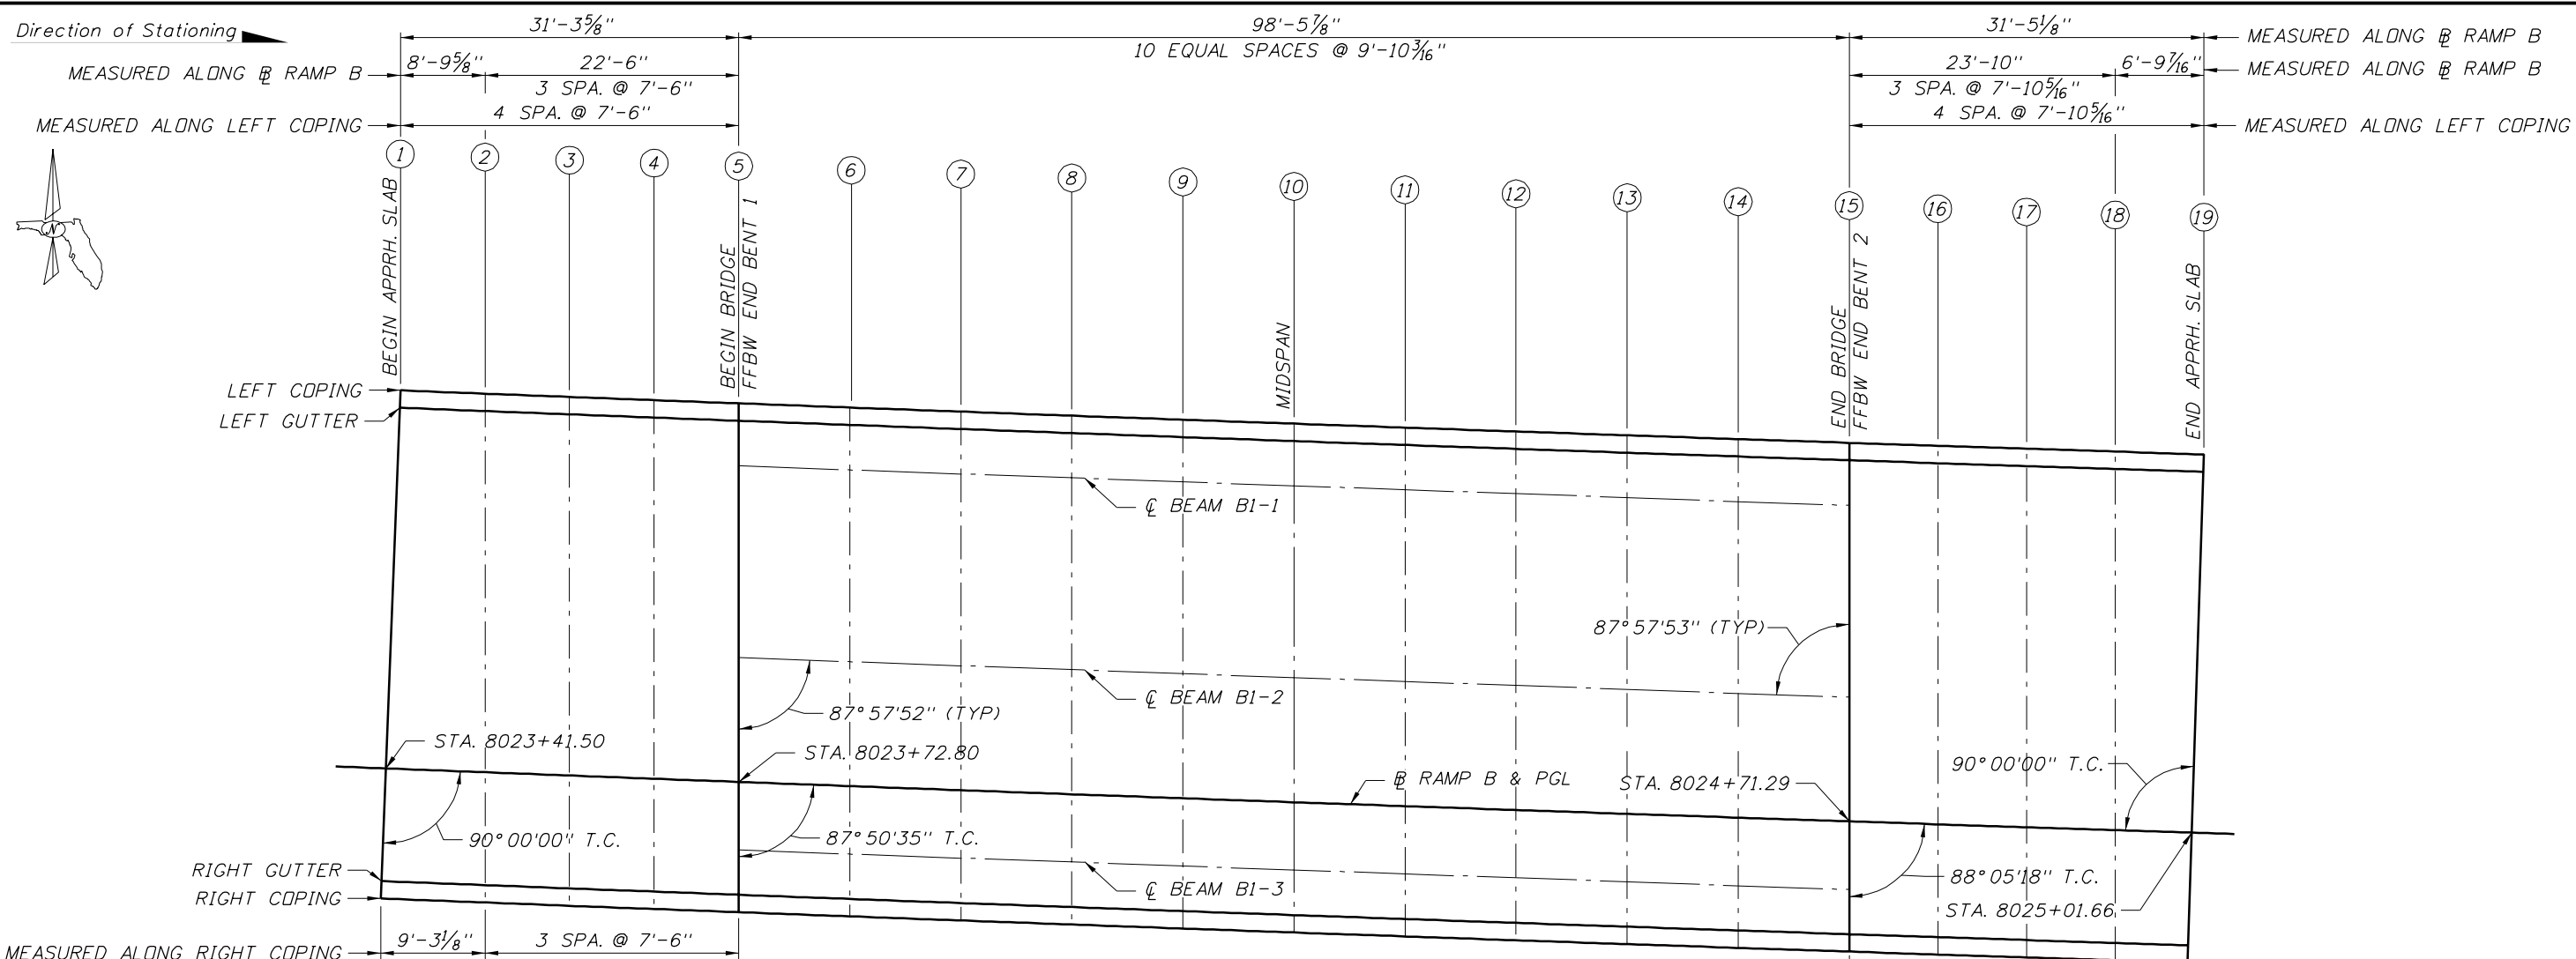 Direction of Stationing
31'-3⅝"
98'-5⅞"
10 EQUAL SPACES @ 9'-10³⁄₁₆"
31'-5⅛"
MEASURED ALONG ℄ RAMP B
MEASURED ALONG ℄ RAMP B
8'-9⅝"
22'-6"
23'-10"
6'-9⁷⁄₁₆"
MEASURED ALONG ℄ RAMP B
3 SPA. @ 7'-6"
3 SPA. @ 7'-10⁵⁄₁₆"
4 SPA. @ 7'-6"
4 SPA. @ 7'-10⁵⁄₁₆"
MEASURED ALONG LEFT COPING
MEASURED ALONG LEFT COPING
1 2 3 4 5 6 7 8 9 10 11 12 13 14 15 16 17 18 19
N
BEGIN APPRH. SLAB
BEGIN BRIDGE
FFBW END BENT 1
MIDSPAN
END BRIDGE
FFBW END BENT 2
END APPRH. SLAB
LEFT COPING
LEFT GUTTER
℄ BEAM B1-1
87°57'53" (TYP)
℄ BEAM B1-2
87°57'52" (TYP)
STA. 8023+41.50
STA. 8023+72.80
℄ RAMP B & PGL
STA. 8024+71.29
90°00'00" T.C.
90°00'00" T.C.
87°50'35" T.C.
RIGHT GUTTER
RIGHT COPING
℄ BEAM B1-3
88°05'18" T.C.
STA. 8025+01.66
MEASURED ALONG RIGHT COPING
9'-3⅛"
3 SPA. @ 7'-6"